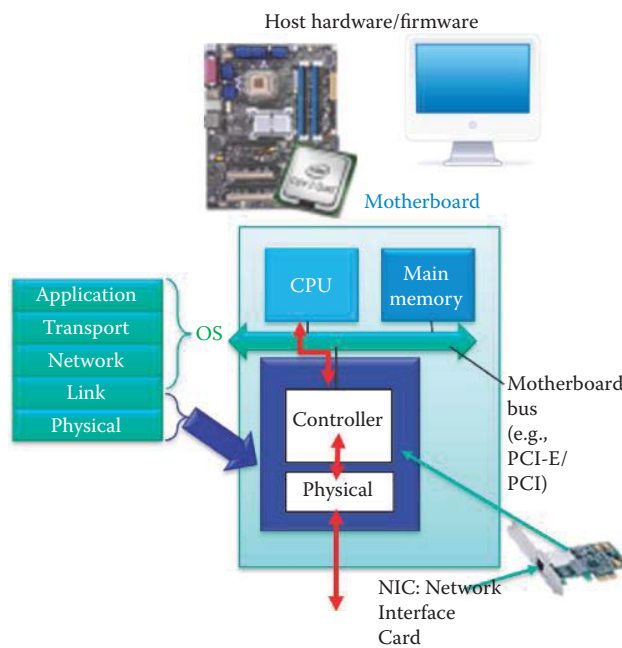 Host hardware/firmware
Motherboard
CPU
Main
memory
Application
Transport
Network
Link
Physical
OS
Controller
Physical
Motherboard
bus
(e.g.,
PCI-E/
PCI)
NIC: Network
Interface
Card